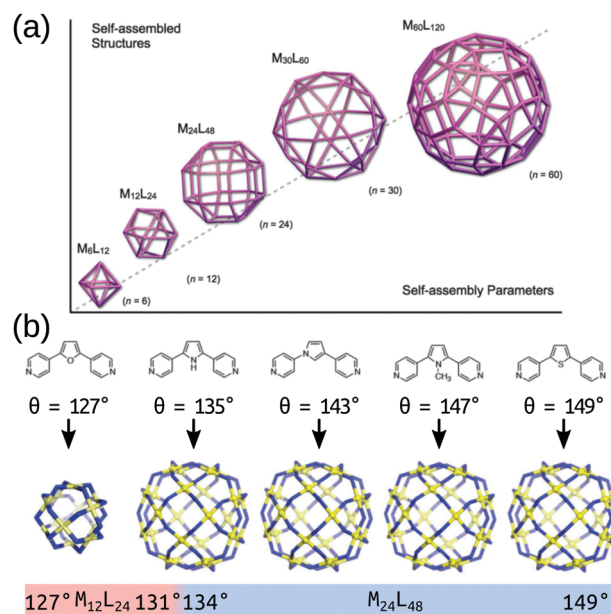 (a)
Self-assembled
Structures
M60L120
M30L60
M24L48
M12L24
M6L12
(n = 60)
(n = 30)
(n = 24)
(n = 12)
(n = 6)
Self-assembly Parameters
(b)
N O N
N N H N
N N N
N N CH3 N
N S N
θ = 127° θ = 135° θ = 143° θ = 147° θ = 149°
127° M12L24 131° 134° M24L48 149°